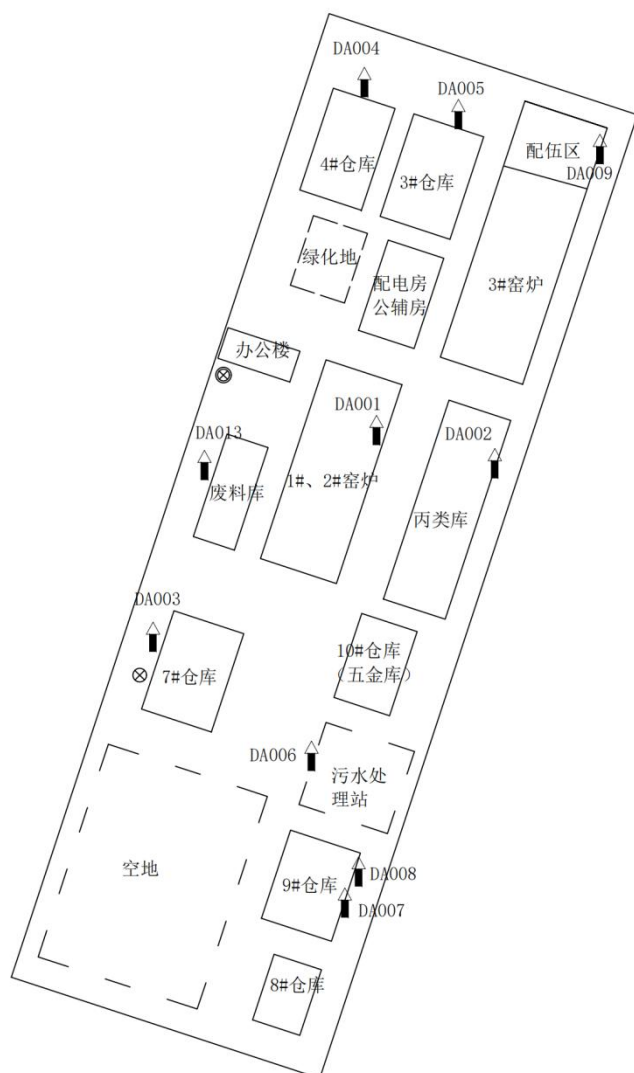 DA004
DA005
配伍区
4#仓库
3#仓库
DA009
绿化地
配电房
公辅房
3#窑炉
办公楼
DA001
DA013
DA002
1#、2#窑炉
废料库
丙类库
DA003
10#仓库
(五金库)
7#仓库
DA006
污水处
理站
空地
DA008
9#仓库
DA007
8#仓库